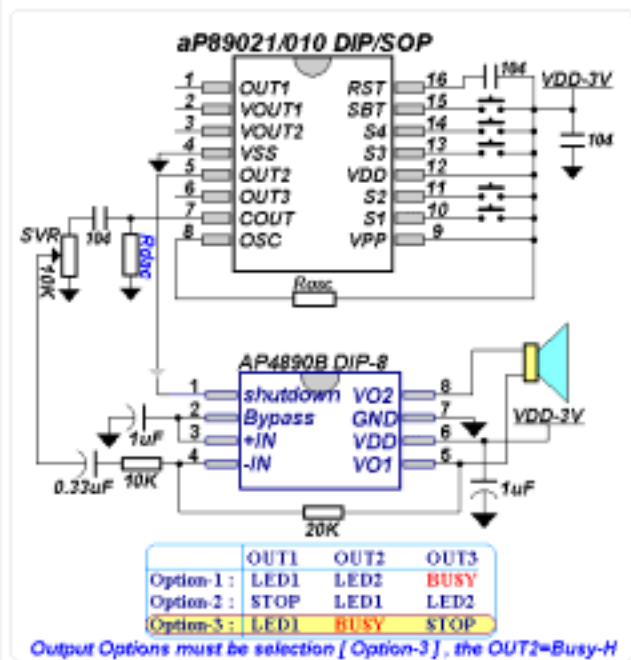 aP89021/010 DIP/SOP
1 OUT1 RST 16 104 VDD-3V
2 VOUT1 SBT 15
3 VOUT2 S4 14 104
4 VSS S3 13
5 OUT2 VDD 12
6 OUT3 S2 11
7 COUT S1 10
8 OSC VPP 9
SVR 104 Rdac
10K
Rosc
AP4890B DIP-8
1 shutdown VO2 8
2 Bypass GND 7 VDD-3V
1uF
3 +IN VDD 6
4 -IN VO1 5
0.33uF 10K 1uF
20K
OUT1 OUT2 OUT3
Option-1 : LED1 LED2 BUSY
Option-2 : STOP LED1 LED2
Option-3 : LED1 BUSY STOP
Output Options must be selection [ Option-3 ] , the OUT2=Busy-H